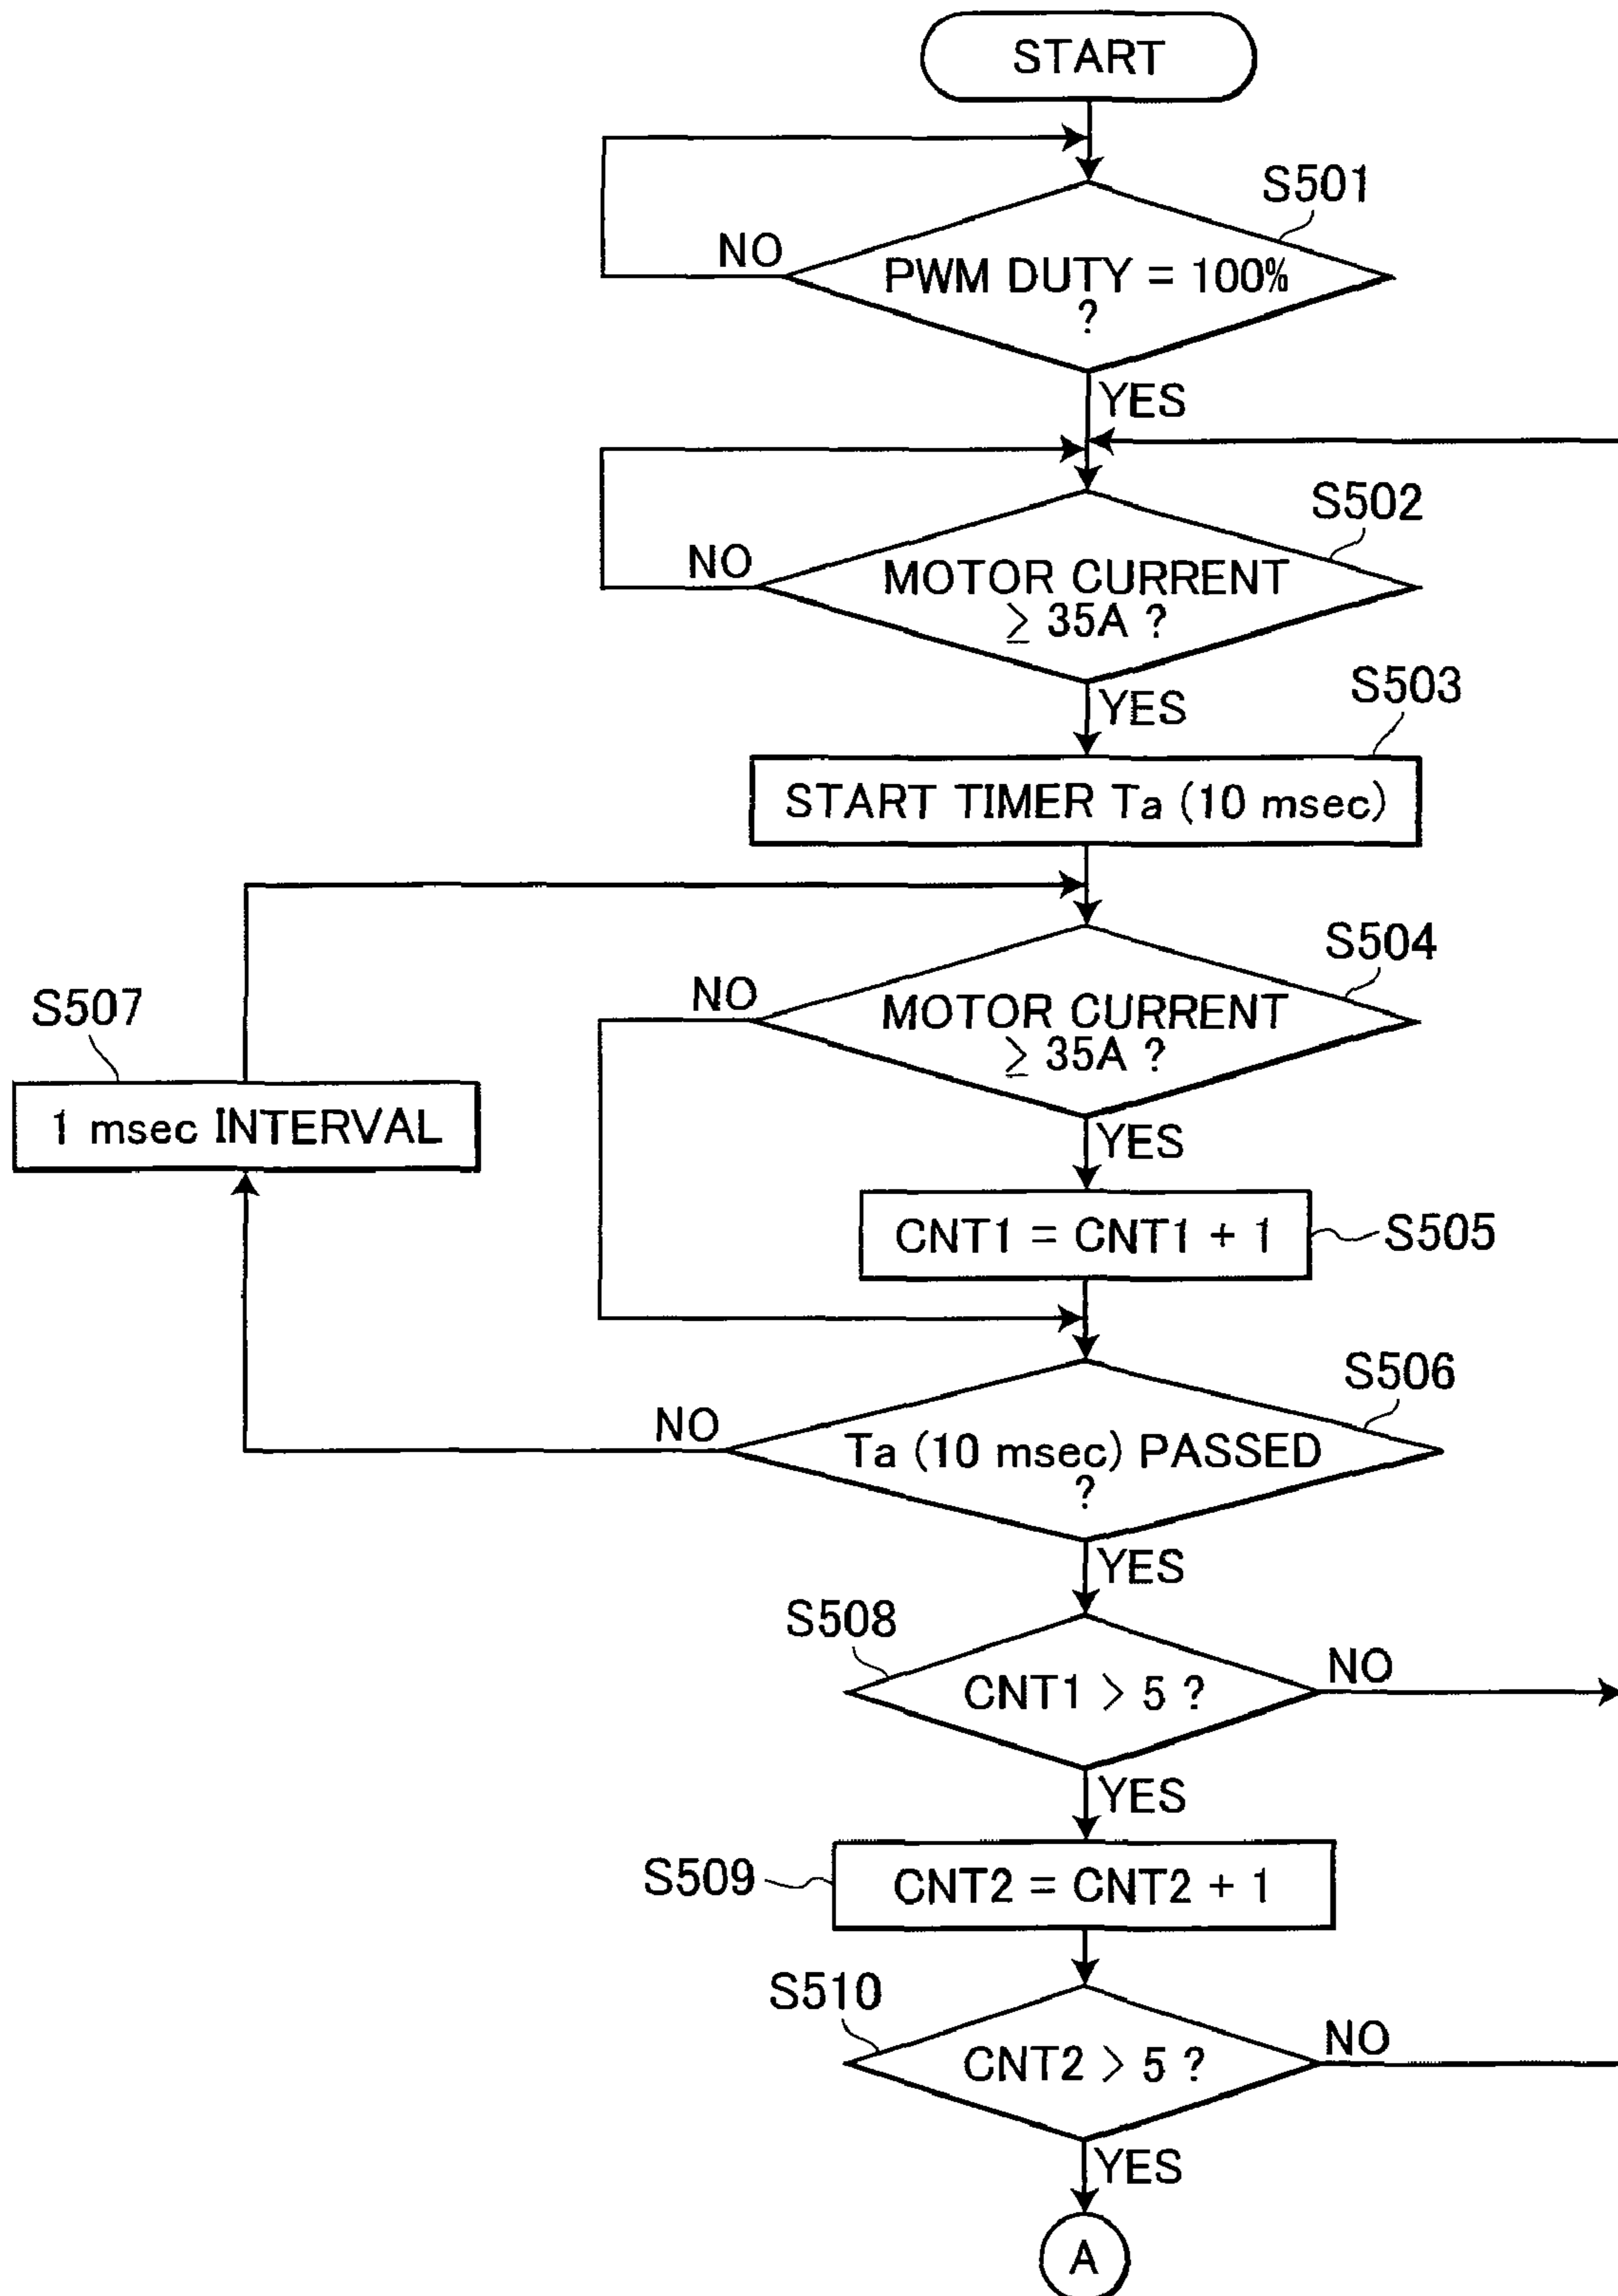 START
S501
NO
PWM DUTY = 100%
?
YES
S502
NO
MOTOR CURRENT
≥ 35A ?
YES
S503
START TIMER Ta (10 msec)
S504
NO
MOTOR CURRENT
≥ 35A ?
S507
1 msec INTERVAL
YES
CNT1 = CNT1 + 1
S505
S506
NO
Ta (10 msec) PASSED
?
YES
S508
NO
CNT1 > 5 ?
YES
S509
CNT2 = CNT2 + 1
S510
NO
CNT2 > 5 ?
YES
A